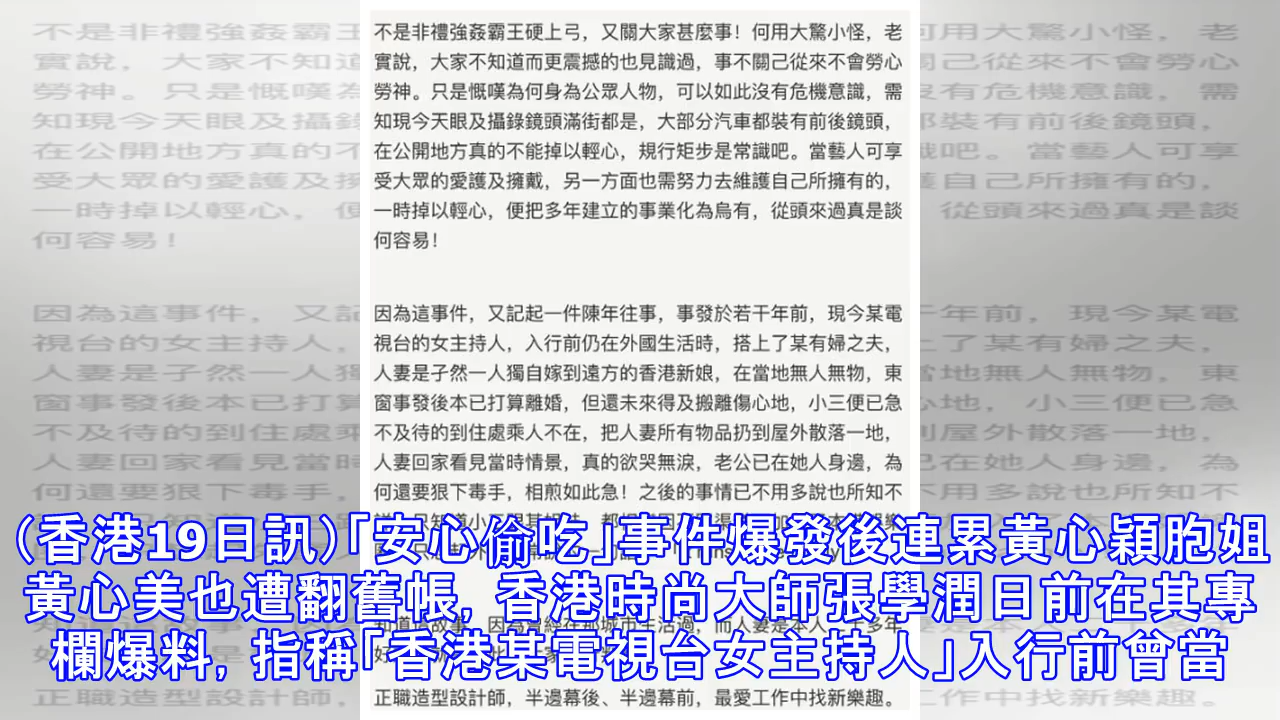 不是非禮強姦霸王硬上弓，又關大家甚麼事！何用大驚小怪，老
實說，大家不知道而更震撼的也見識過，事不關己從來不會勞心
勞神。只是慨嘆為何身為公眾人物，可以如此沒有危機意識，需
知現今天眼及攝錄鏡頭滿街都是，大部分汽車都裝有前後鏡頭，
在公開地方真的不能掉以輕心，規行矩步是常識吧。當藝人可享
受大眾的愛護及擁戴，另一方面也需努力去維護自己所擁有的，
一時掉以輕心，便把多年建立的事業化為烏有，從頭來過真是談
何容易！
因為這事件，又記起一件陳年往事，事發於若干年前，現今某電
視台的女主持人，入行前仍在外國生活時，搭上了某有婦之夫，
人妻是孑然一人獨自嫁到遠方的香港新娘，在當地無人無物，東
窗事發後本已打算離婚，但還未來得及搬離傷心地，小三便已急
不及待的到住處乘人不在，把人妻所有物品扔到屋外散落一地，
人妻回家看見當時情景，真的欲哭無淚，老公已在她人身邊，為
何還要狠下毒手，相煎如此急！之後的事情已不用多說也所知不
(香港19日訊)「安心偷吃」事件爆發後連累黃心穎胞姐
黃心美也遭翻舊帳, 香港時尚大師張學潤日前在其專
欄爆料, 指稱「香港某電視台女主持人」入行前曾當
正職造型設計師，半邊幕後、半邊幕前，最愛工作中找新樂趣。